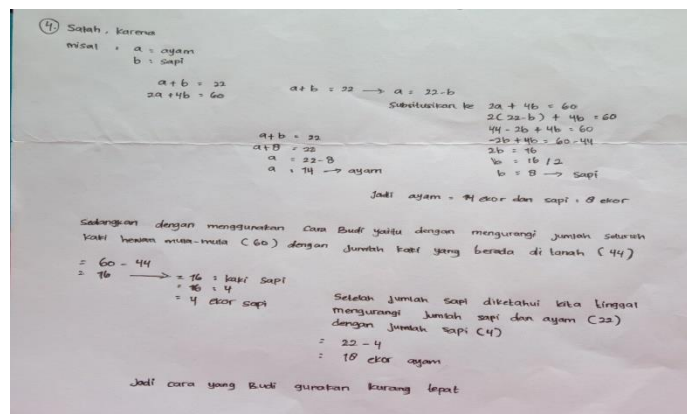 4. Salah, karena
misal : a = ayam
b = sapi
a + b = 22
2a + 4b = 60
a + b = 22 → a = 22-b
Subsitusikan ke 2a + 4b = 60
2(22-b) + 4b = 60
44 - 2b + 4b = 60
-2b + 4b = 60 - 44
2b = 16
b = 16 / 2
b = 8 → sapi
a + b = 22
a + 8 = 22
a = 22-8
a = 14 → ayam
Jadi ayam = 14 ekor dan sapi = 8 ekor
Sedangkan dengan menggunakan cara Budi yaitu dengan mengurangi jumlah seluruh
kaki hewan mula-mula (60) dengan jumlah kaki yang berada di tanah (44)
= 60 - 44
= 16 → = 16 : kaki sapi
= 16 : 4
= 4 ekor sapi
Setelah jumlah sapi diketahui kita tinggal
mengurangi jumlah sapi dan ayam (22)
dengan jumlah sapi (4)
= 22 - 4
= 18 ekor ayam
Jadi cara yang Budi gunakan kurang tepat